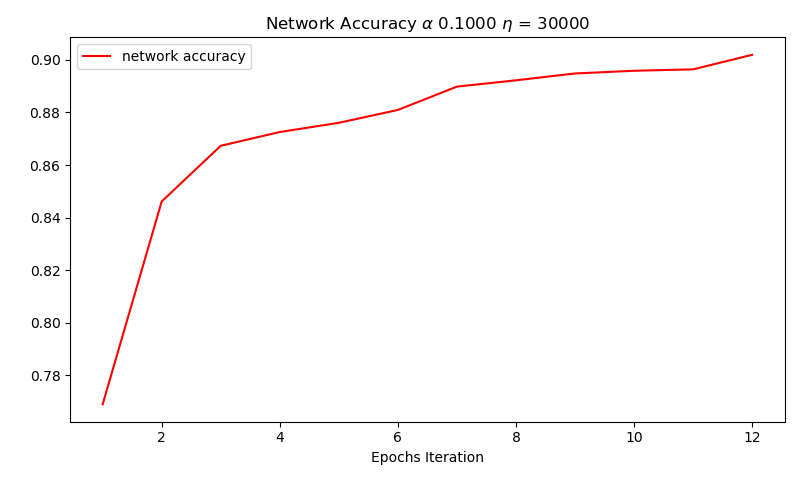 Network Accuracy α 0.1000 η = 30000
network accuracy
0.90
0.88
0.86
0.84
0.82
0.80
0.78
2 4 6 8 10 12
Epochs Iteration